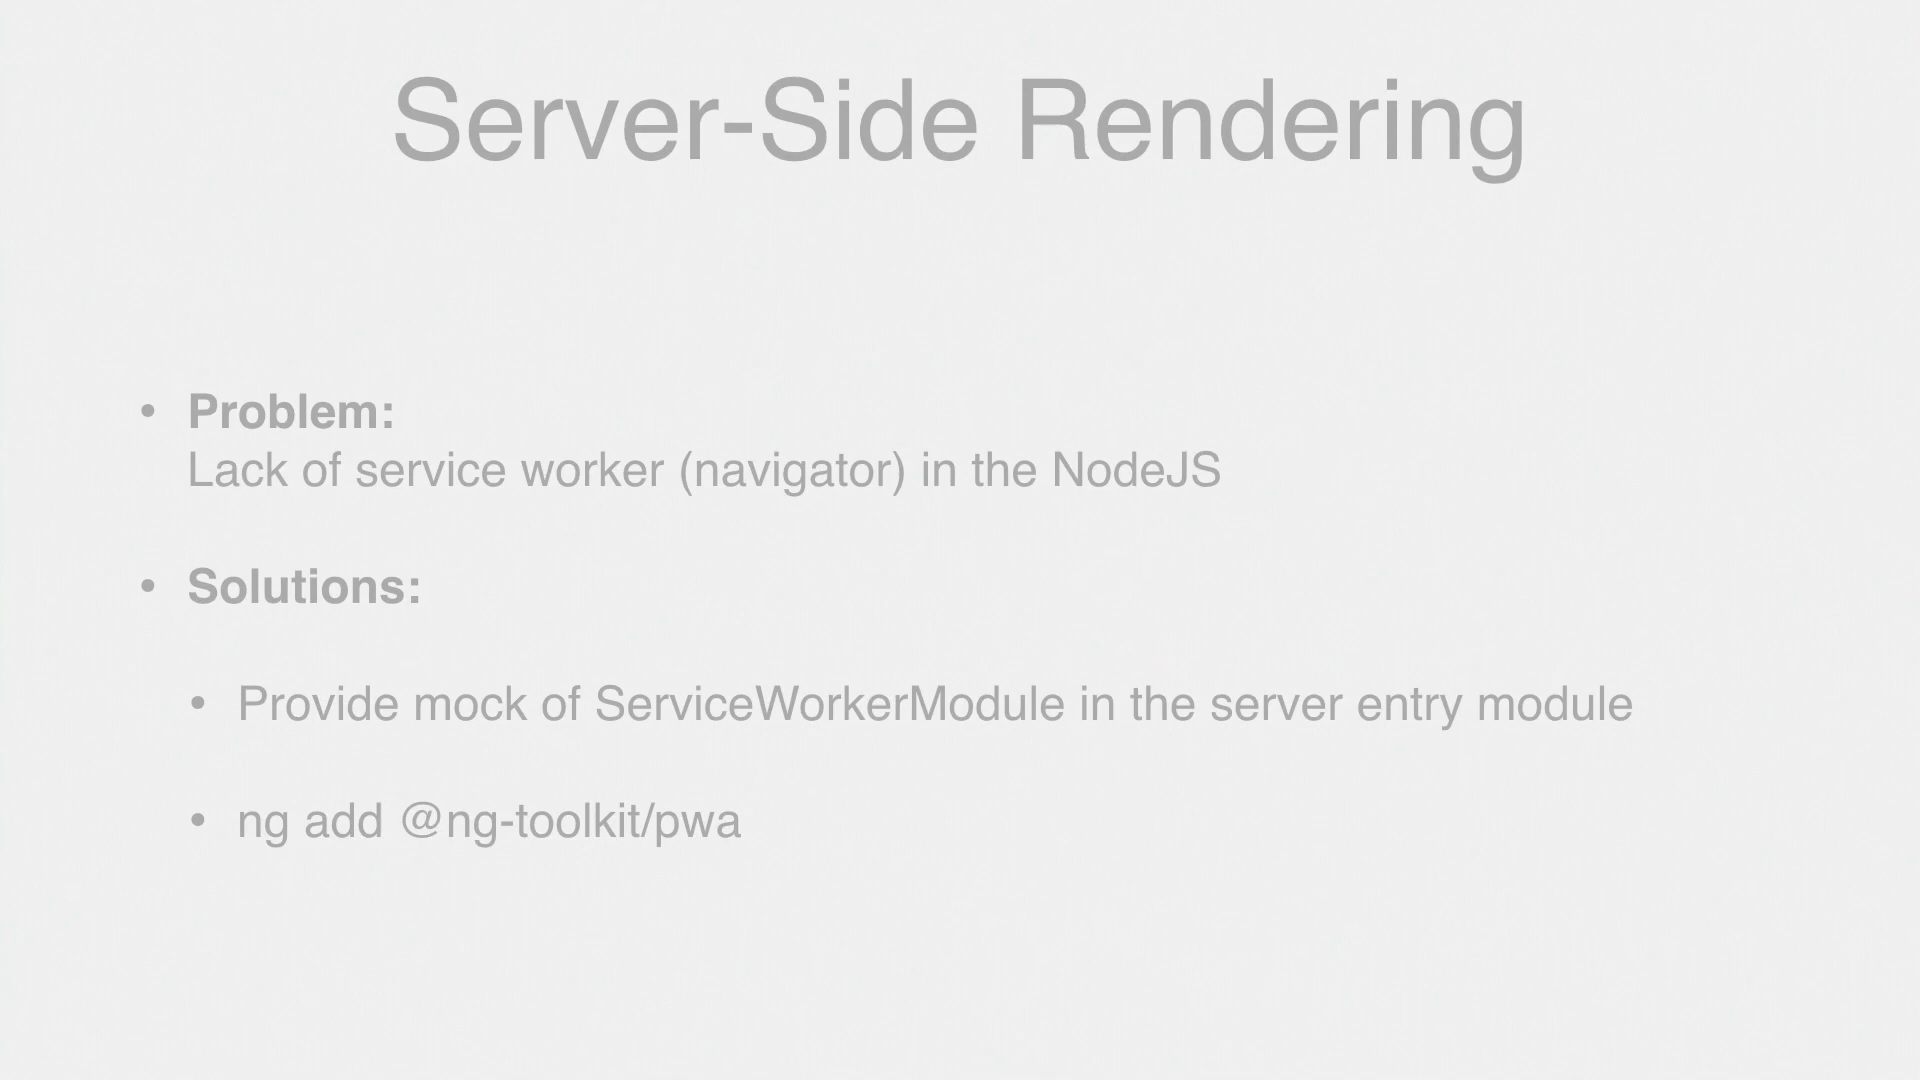 Server-Side Rendering
• Problem:
Lack of service worker (navigator) in the NodeJS
• Solutions:
• Provide mock of ServiceWorkerModule in the server entry module
• ng add @ng-toolkit/pwa